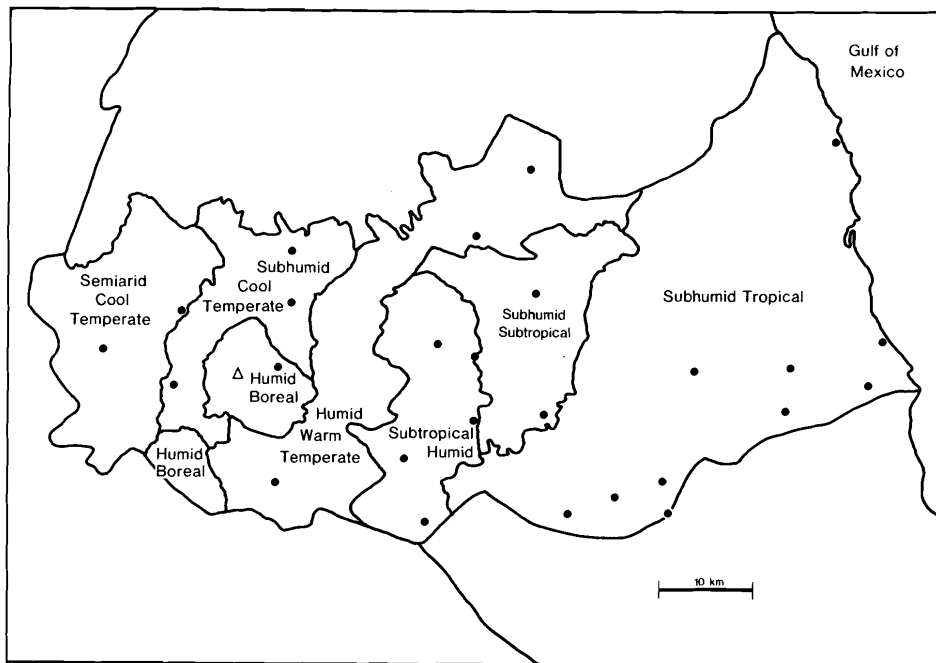 Gulf of
Mexico
Semiarid
Cool
Temperate
Subhumid
Cool
Temperate
Humid
Boreal
Humid
Boreal
Humid
Warm
Temperate
Subtropical
Humid
Subhumid
Subtropical
Subhumid Tropical
10 km